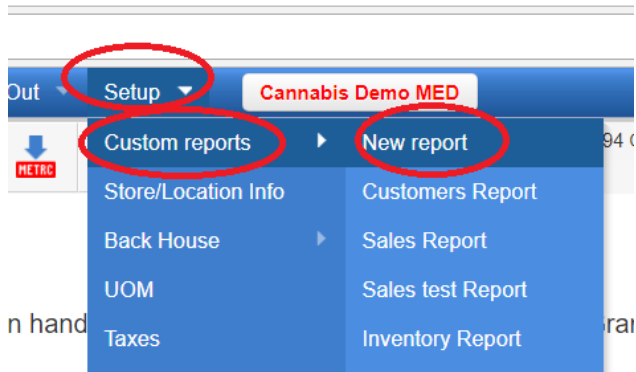 Out Setup Cannabis Demo MED
METRC Custom reports New report 94
Store/Location Info Customers Report
Back House Sales Report
UOM Sales test Report
n hand Taxes Inventory Report